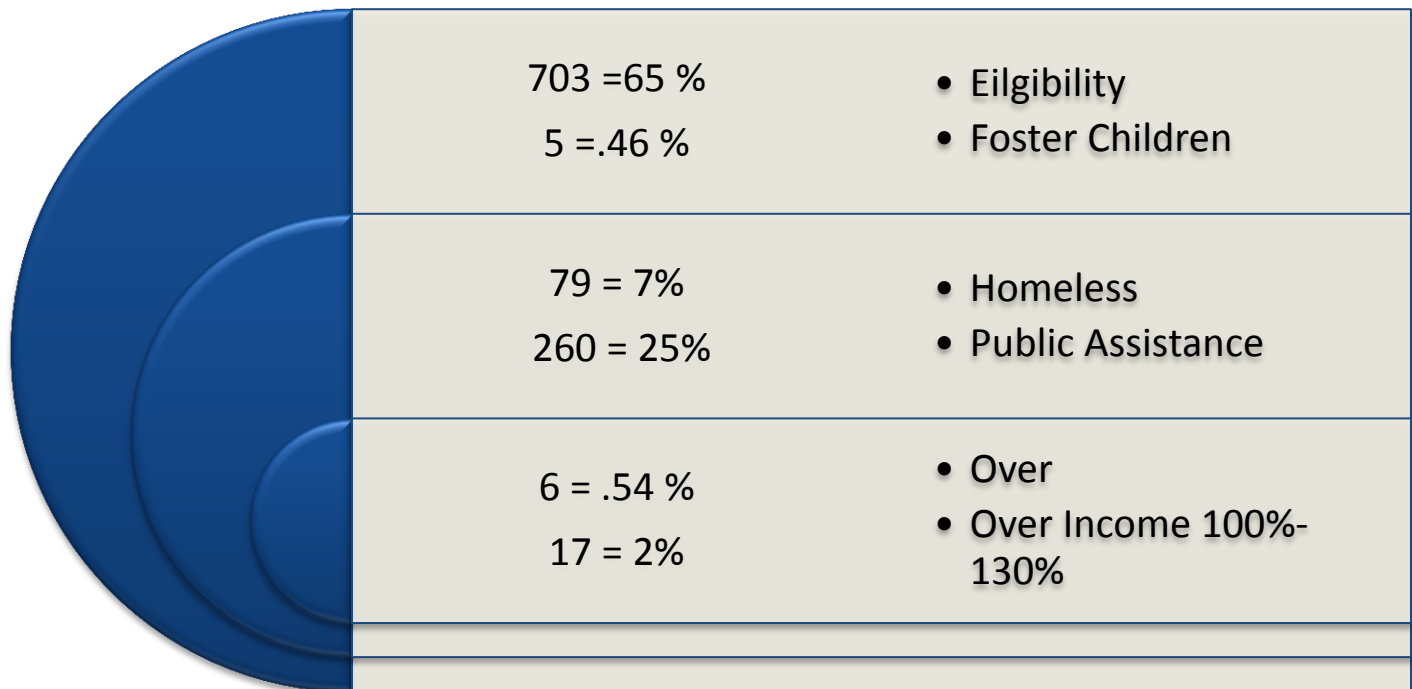 703 =65 %
5 =.46 %
• Eilgibility
• Foster Children
79 = 7%
260 = 25%
• Homeless
• Public Assistance
6 = .54 %
17 = 2%
• Over
• Over Income 100%-
130%